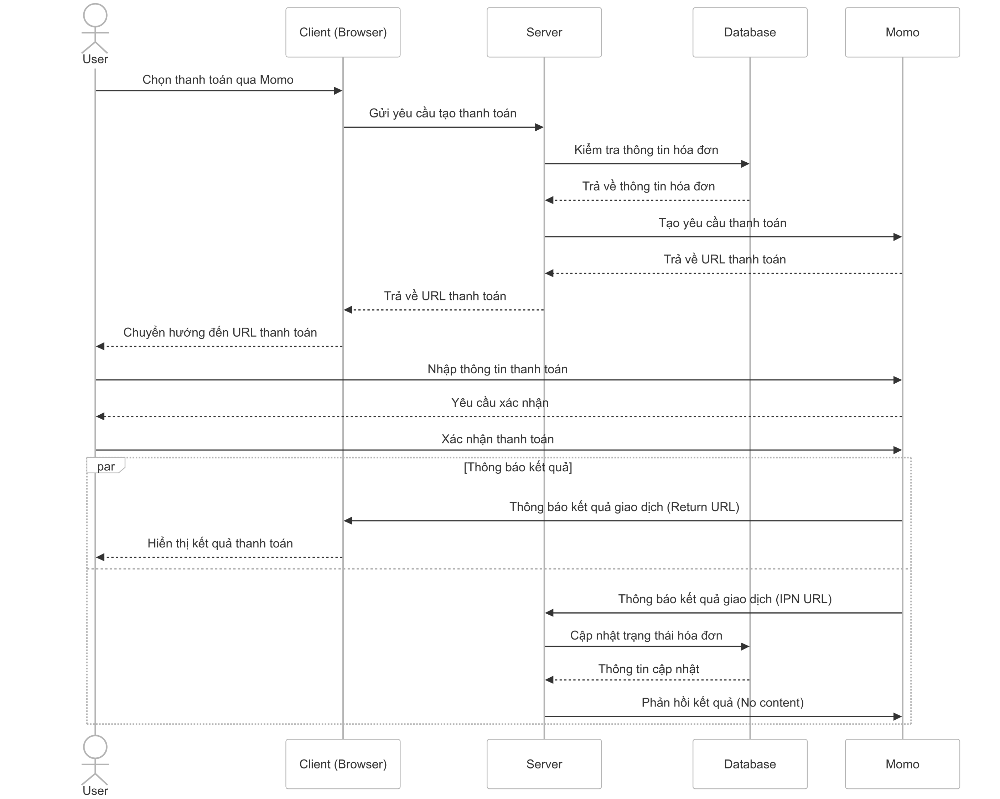 User
Client (Browser)
Server
Database
Momo
Chọn thanh toán qua Momo
Gửi yêu cầu tạo thanh toán
Kiểm tra thông tin hóa đơn
Trả về thông tin hóa đơn
Tạo yêu cầu thanh toán
Trả về URL thanh toán
Trả về URL thanh toán
Chuyển hướng đến URL thanh toán
Nhập thông tin thanh toán
Yêu cầu xác nhận
Xác nhận thanh toán
par
[Thông báo kết quả]
Thông báo kết quả giao dịch (Return URL)
Hiển thị kết quả thanh toán
Thông báo kết quả giao dịch (IPN URL)
Cập nhật trạng thái hóa đơn
Thông tin cập nhật
Phản hồi kết quả (No content)
User
Client (Browser)
Server
Database
Momo